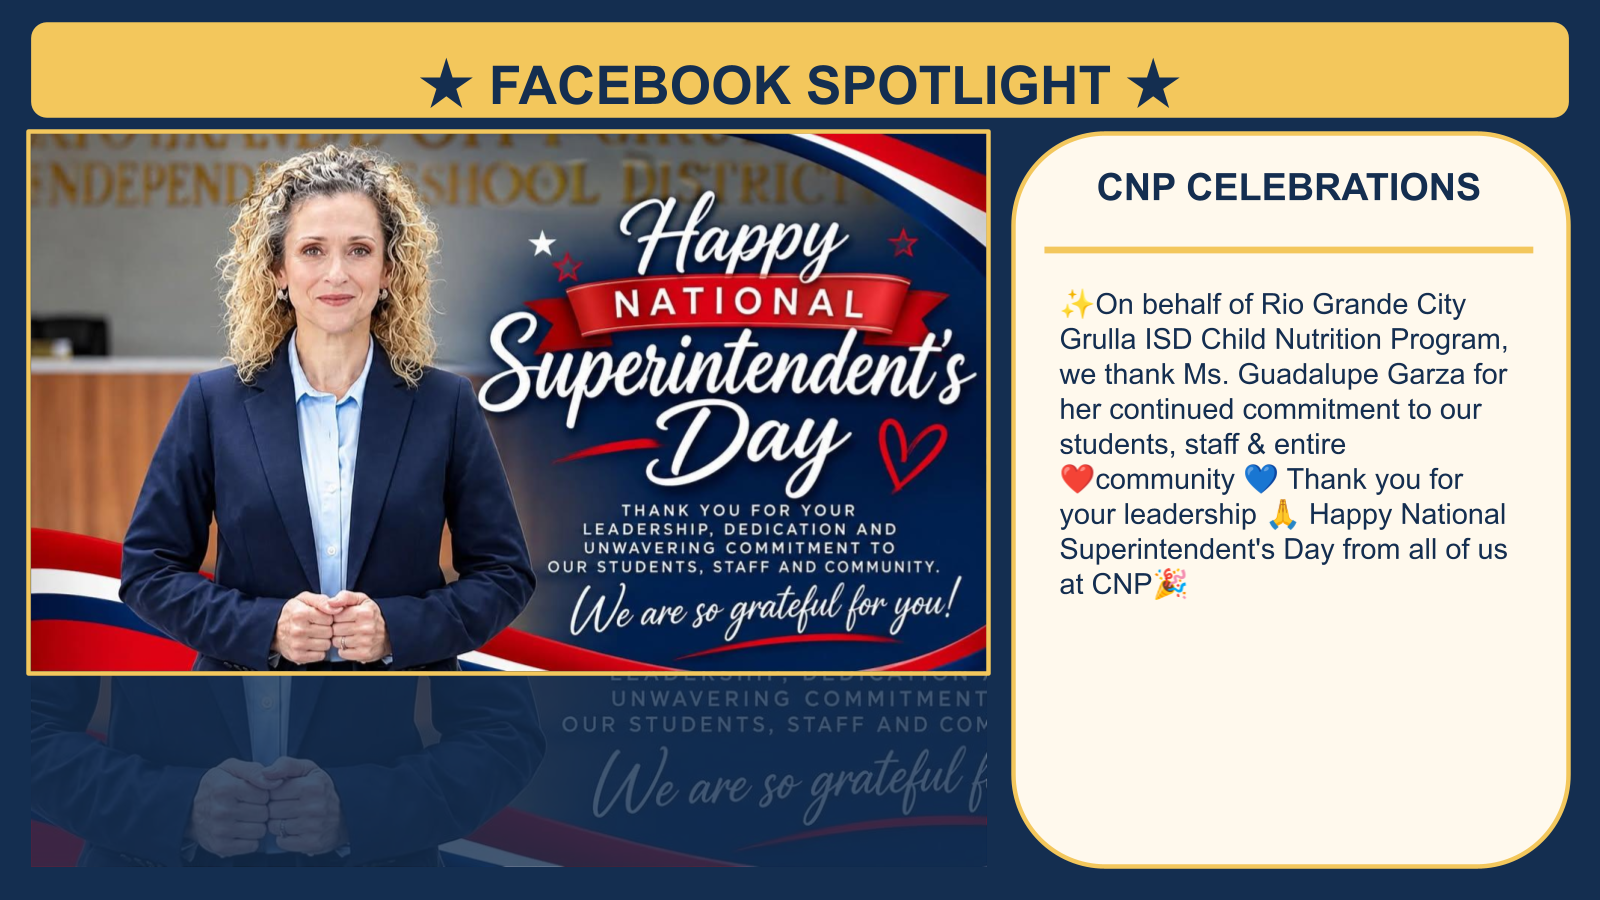 ★ FACEBOOK SPOTLIGHT ★
INDEPENDENT SHOOL DISTRICT
Happy
NATIONAL
Superintendent's
Day
THANK YOU FOR YOUR
LEADERSHIP, DEDICATION AND
UNWAVERING COMMITMENT TO
OUR STUDENTS, STAFF AND COMMUNITY.
We are so grateful for you!
UNWAVERING COMMITMENT
OUR STUDENTS, STAFF AND COM
We are so grateful f
CNP CELEBRATIONS
✨On behalf of Rio Grande City
Grulla ISD Child Nutrition Program,
we thank Ms. Guadalupe Garza for
her continued commitment to our
students, staff & entire
❤️community 💙 Thank you for
your leadership 🙏 Happy National
Superintendent's Day from all of us
at CNP🎉